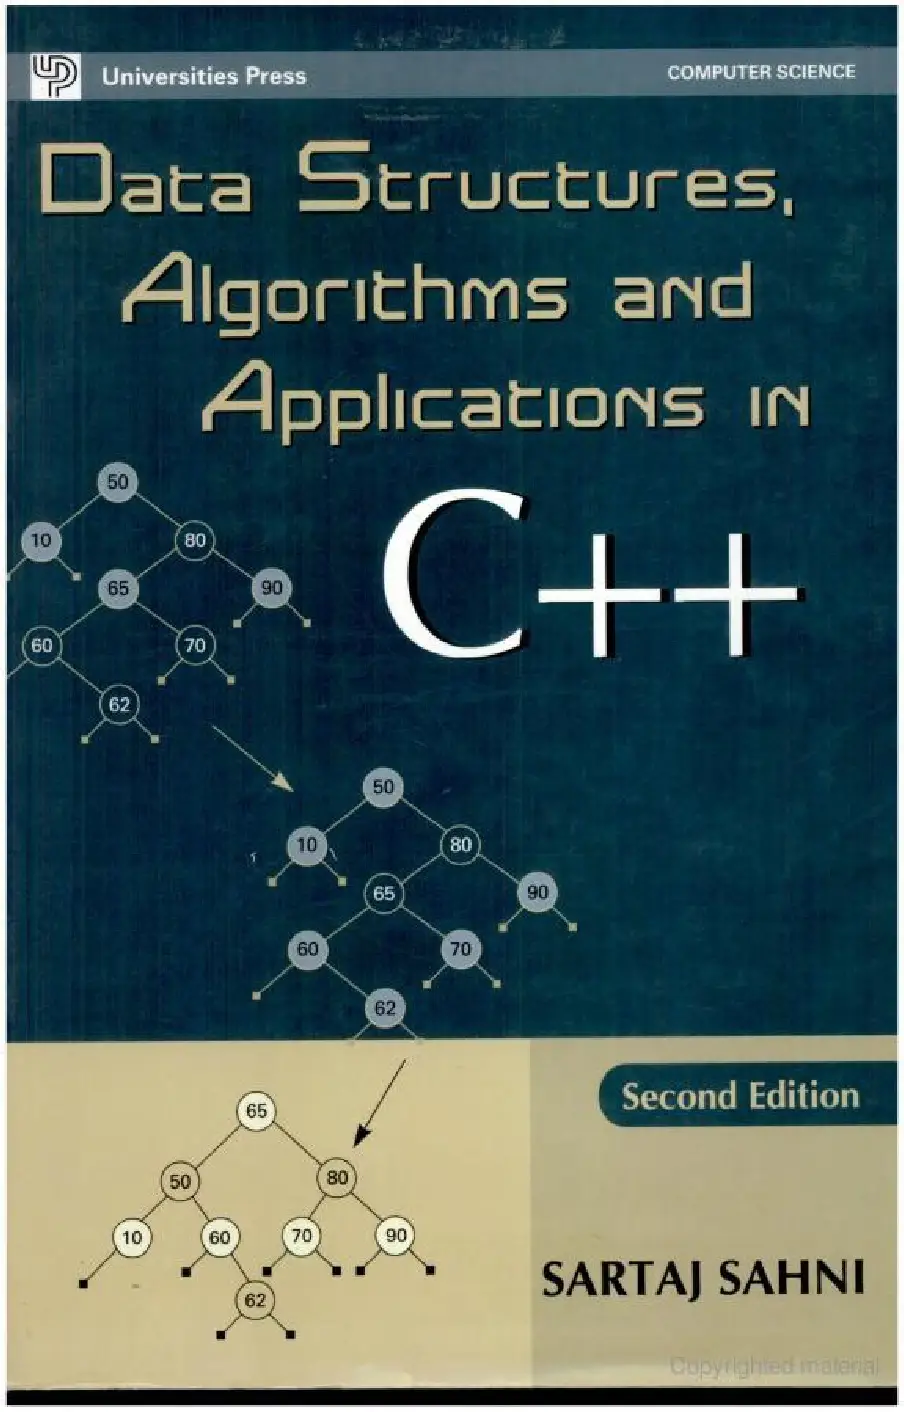 UP
Universities Press
COMPUTER SCIENCE
Data Structures,
Algorithms and
Applications in
C++
50
10
80
65
90
60
70
62
50
10
80
65
90
60
70
62
Second Edition
65
50
80
10
60
70
90
62
SARTAJ SAHNI
Copyrighted material